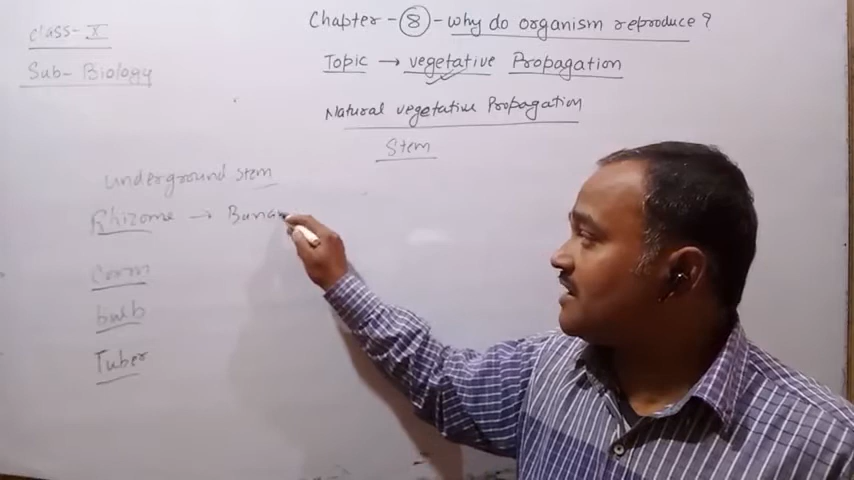 Class - X
Sub - Biology
Chapter - 8 - why do organism reproduce ?
Topic → vegetative Propagation
Natural vegetative Propagation
Stem
underground stem
Rhizome → Bana
Corm
bulb
Tuber